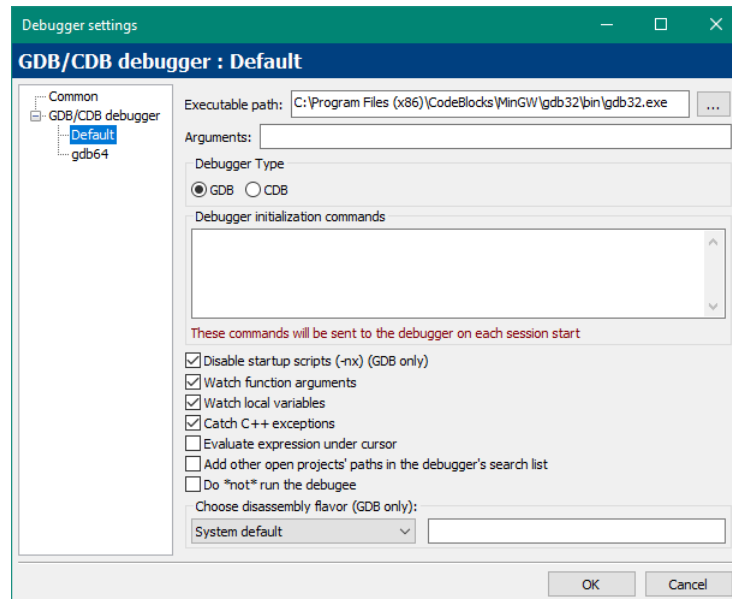 Debugger settings
GDB/CDB debugger : Default
Common
GDB/CDB debugger
Default
gdb64
Executable path: C:\Program Files (x86)\CodeBlocks\MinGW\gdb32\bin\gdb32.exe ...
Arguments:
Debugger Type
GDB CDB
Debugger initialization commands
These commands will be sent to the debugger on each session start
Disable startup scripts (-nx) (GDB only)
Watch function arguments
Watch local variables
Catch C++ exceptions
Evaluate expression under cursor
Add other open projects' paths in the debugger's search list
Do *not* run the debugee
Choose disassembly flavor (GDB only):
System default
OK Cancel